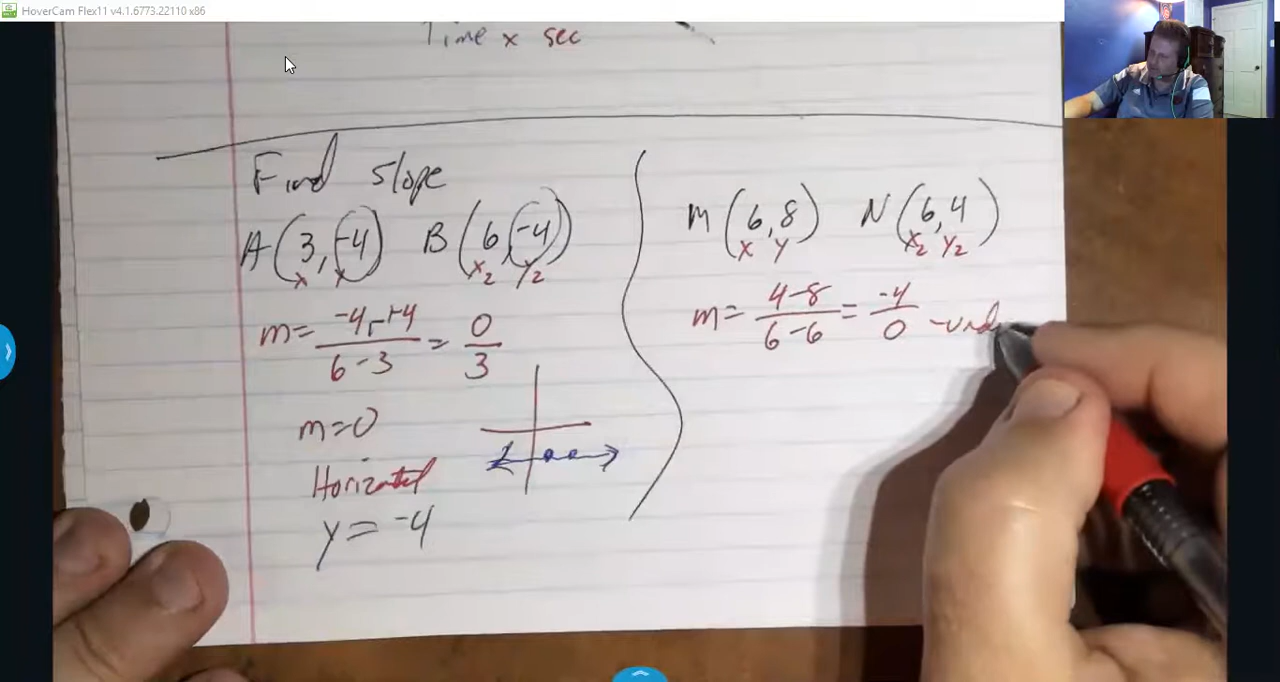 HoverCam Flex11 v4.1.6773.22110 x86
Time x sec
Find slope
A(3, -4) B(6, -4)
x y x2 y2
m= -4 - +4 / 6 - 3 = 0/3
m=0
Horizontal
y = -4
M(6, 8) N(6, 4)
x y x2 y2
m= 4 - 8 / 6 - 6 = -4/0 -und